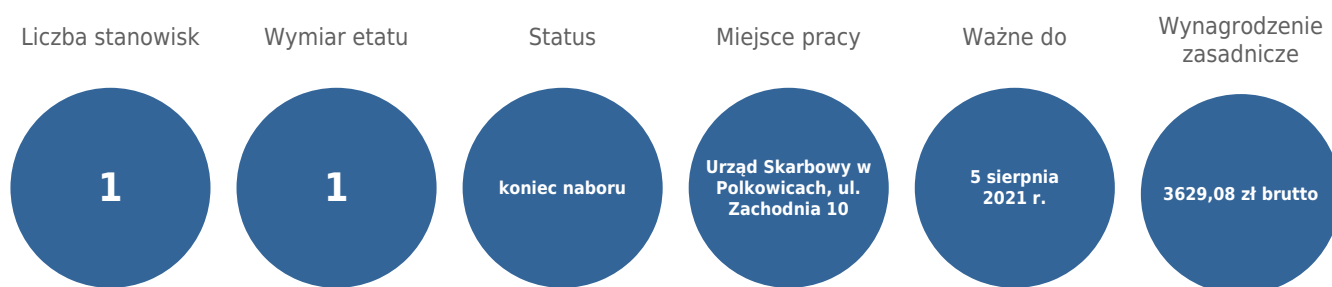 Liczba stanowisk
1
Wymiar etatu
1
Status
koniec naboru
Miejsce pracy
Urząd Skarbowy w
Polkowicach, ul.
Zachodnia 10
Ważne do
5 sierpnia
2021 r.
Wynagrodzenie
zasadnicze
3629,08 zł brutto